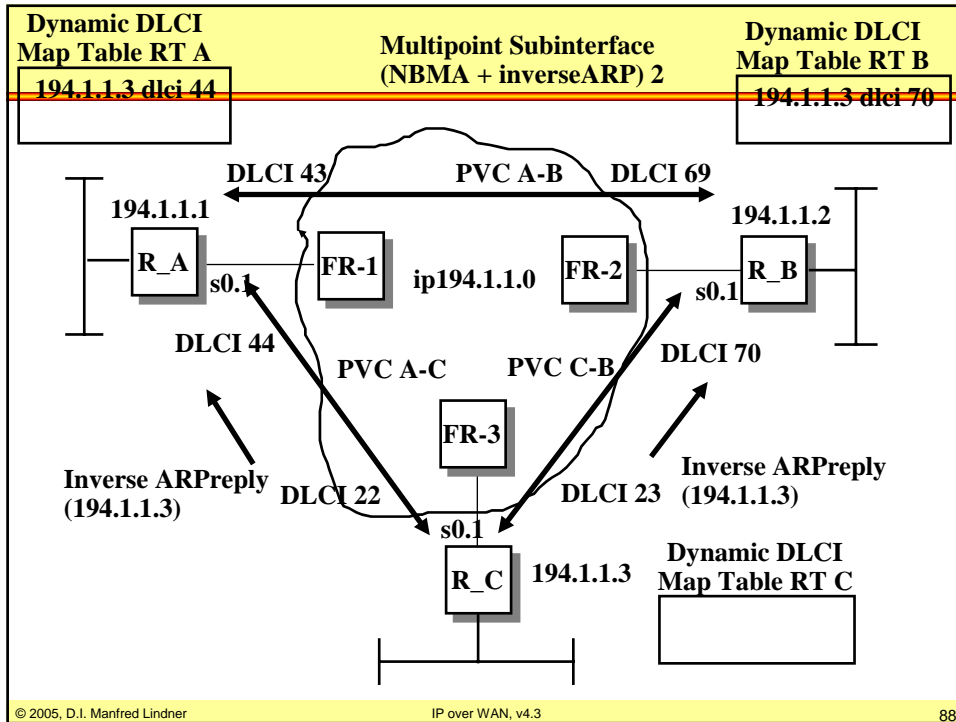 Dynamic DLCI
Map Table RT A
194.1.1.3 dlci 44
Multipoint Subinterface
(NBMA + inverseARP) 2
Dynamic DLCI
Map Table RT B
194.1.1.3 dlci 70
DLCI 43
PVC A-B
DLCI 69
194.1.1.1
194.1.1.2
R_A
FR-1
ip194.1.1.0
FR-2
R_B
s0.1
s0.1
DLCI 44
DLCI 70
PVC A-C
PVC C-B
FR-3
Inverse ARPreply
(194.1.1.3)
DLCI 22
DLCI 23
Inverse ARPreply
(194.1.1.3)
s0.1
R_C
194.1.1.3
Dynamic DLCI
Map Table RT C
© 2005, D.I. Manfred Lindner
IP over WAN, v4.3
88